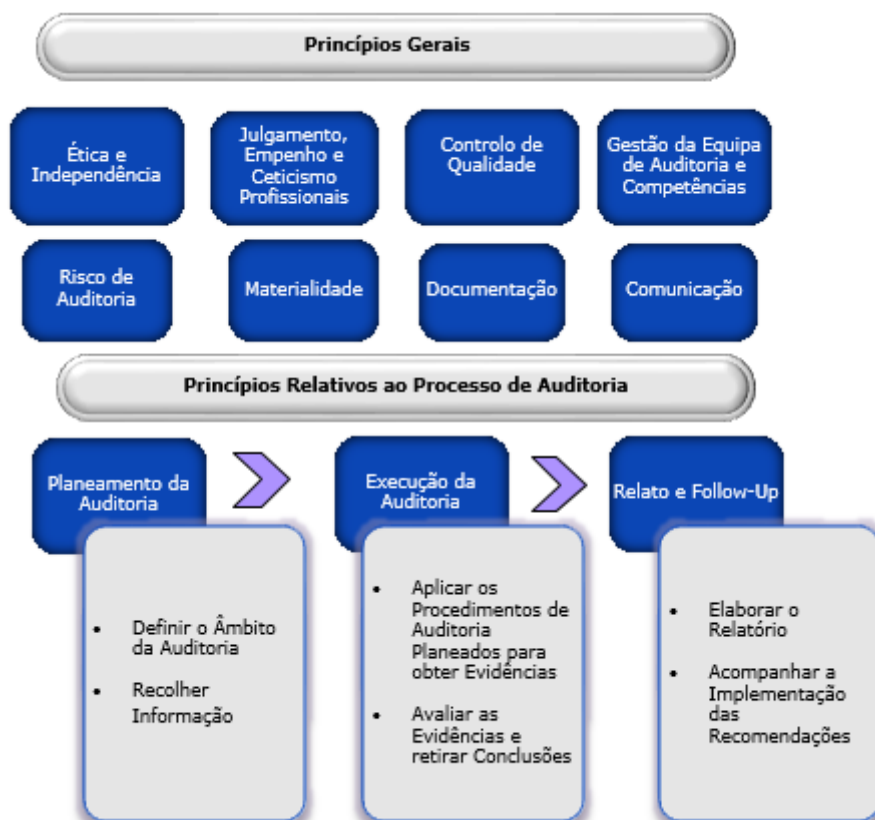 Princípios Gerais
Ética e
Independência
Julgamento,
Empenho e
Ceticismo
Profissionais
Controlo de
Qualidade
Gestão da Equipa
de Auditoria e
Competências
Risco de
Auditoria
Materialidade
Documentação
Comunicação
Princípios Relativos ao Processo de Auditoria
Planeamento da
Auditoria
Execução da
Auditoria
Relato e Follow-Up
• Definir o Âmbito
da Auditoria
• Recolher
Informação
• Aplicar os
Procedimentos de
Auditoria
Planeados para
obter Evidências
• Avaliar as
Evidências e
retirar Conclusões
• Elaborar o
Relatório
• Acompanhar a
Implementação
das
Recomendações